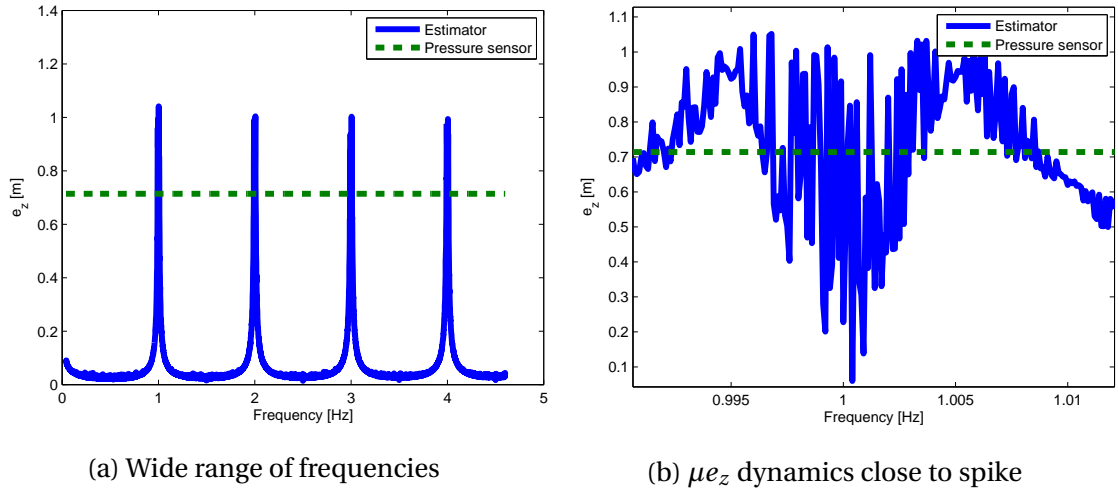 1.4
1.2
1
0.8
0.6
0.4
0.2
0
e_z [m]
0 1 2 3 4 5
Frequency [Hz]
Estimator
Pressure sensor
(a) Wide range of frequencies
1.1
1
0.9
0.8
0.7
0.6
0.5
0.4
0.3
0.2
0.1
e_z [m]
0.995 1 1.005 1.01
Frequency [Hz]
Estimator
Pressure sensor
(b) μe_z dynamics close to spike